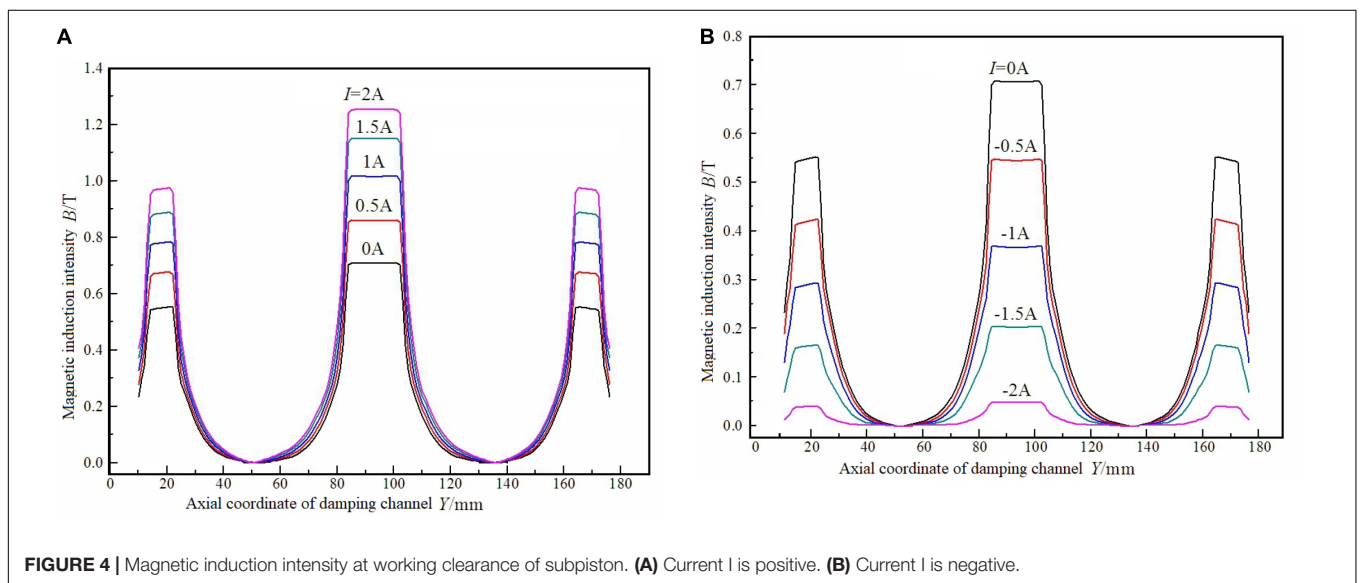 A
Magnetic induction intensity B/T
1.4
1.2
1.0
0.8
0.6
0.4
0.2
0.0
I=2A
1.5A
1A
0.5A
0A
0 20 40 60 80 100 120 140 160 180
Axial coordinate of damping channel Y/mm
B
Magnetic induction intensity B/T
0.8
0.7
0.6
0.5
0.4
0.3
0.2
0.1
0.0
I=0A
-0.5A
-1A
-1.5A
-2A
0 20 40 60 80 100 120 140 160 180
Axial coordinate of damping channel Y/mm
FIGURE 4 | Magnetic induction intensity at working clearance of subpiston. (A) Current I is positive. (B) Current I is negative.